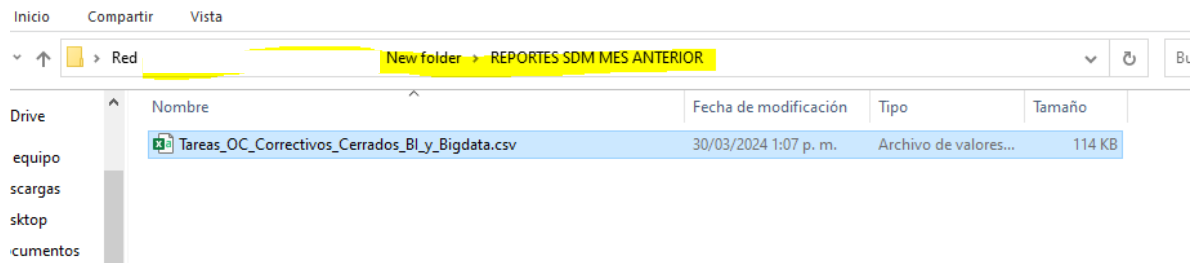 Inicio Compartir Vista
Red New folder REPORTES SDM MES ANTERIOR Bu
Nombre Fecha de modificación Tipo Tamaño
Drive
Tareas_OC_Correctivos_Cerrados_BI_y_Bigdata.csv 30/03/2024 1:07 p. m. Archivo de valores... 114 KB
equipo
scargas
sktop
cumentos